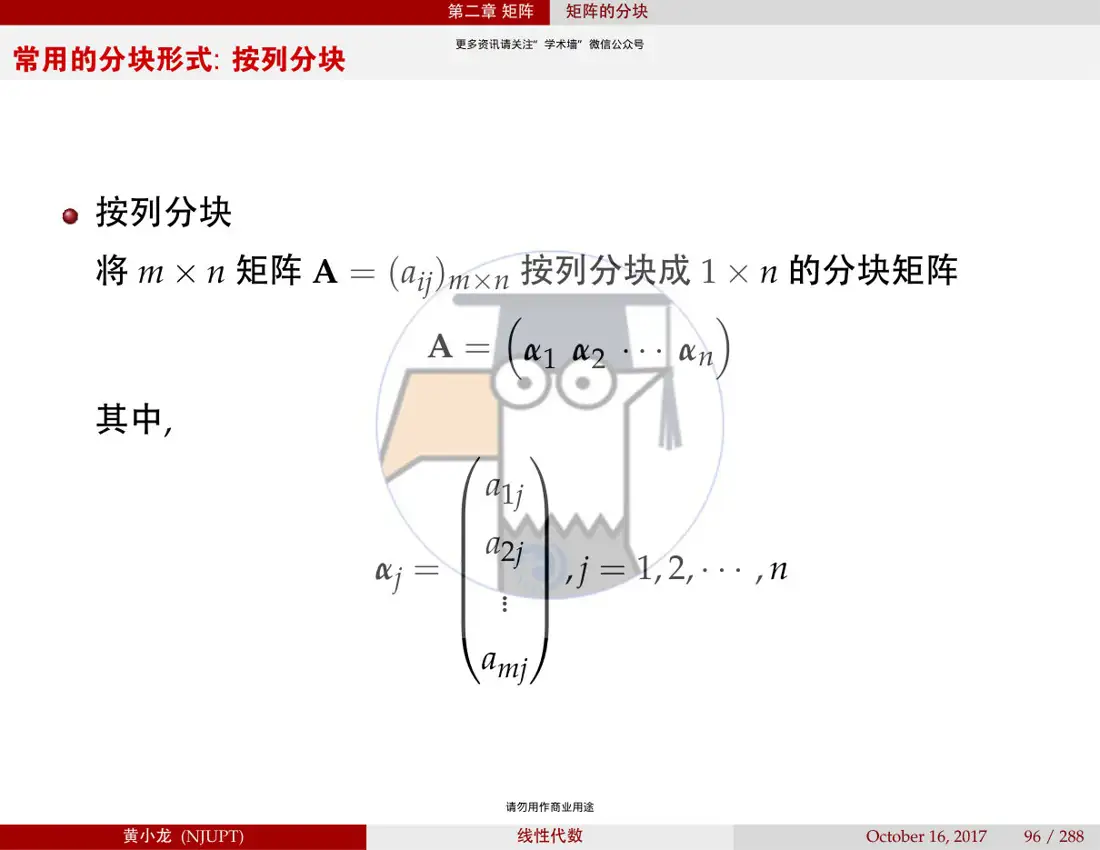 第二章 矩阵 矩阵的分块
更多资讯请关注“学术墙”微信公众号
常用的分块形式: 按列分块
按列分块
将 m × n 矩阵 A = (a_{ij})_{m×n} 按列分块成 1 × n 的分块矩阵
A = (α_1 α_2 ⋯ α_n)
其中,
α_j = (a_{1j} a_{2j} ⋮ a_{mj}), j = 1, 2, ⋯ , n
请勿用作商业用途
黄小龙 (NJUPT) 线性代数 October 16, 2017 96 / 288